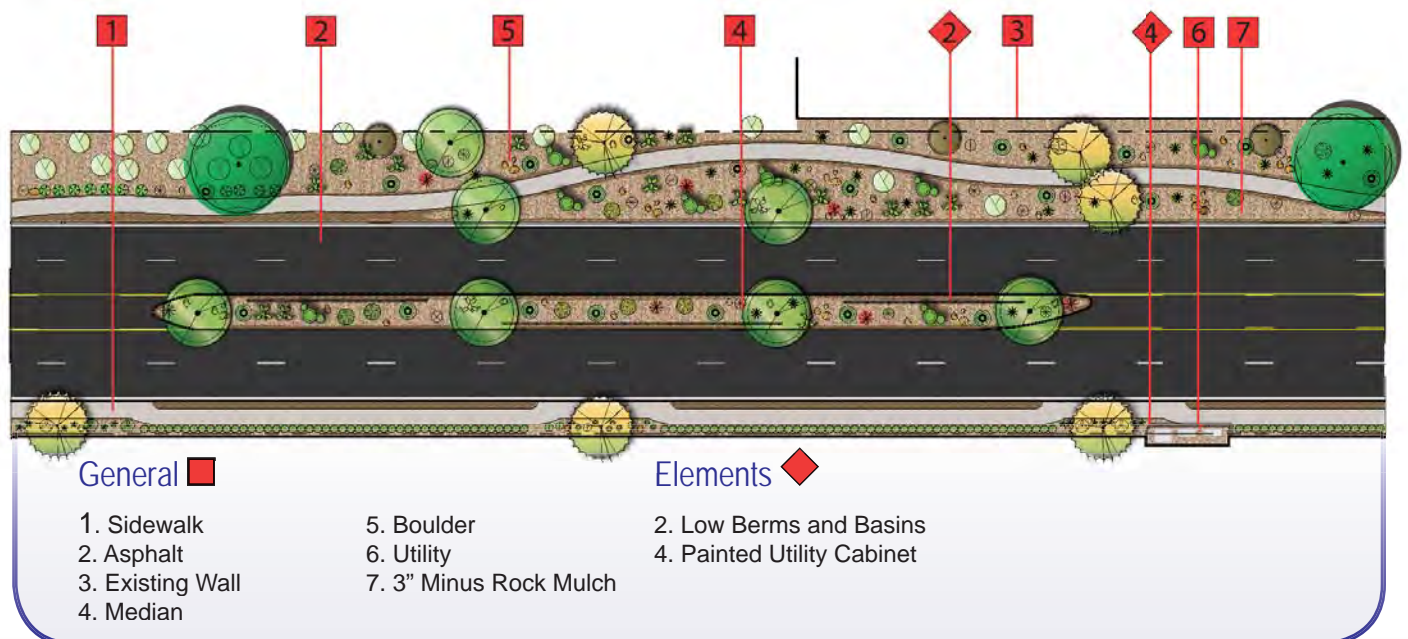 1 2 5 4 2 3 4 6 7
General Elements
1. Sidewalk
2. Asphalt
3. Existing Wall
4. Median
5. Boulder
6. Utility
7. 3” Minus Rock Mulch
2. Low Berms and Basins
4. Painted Utility Cabinet